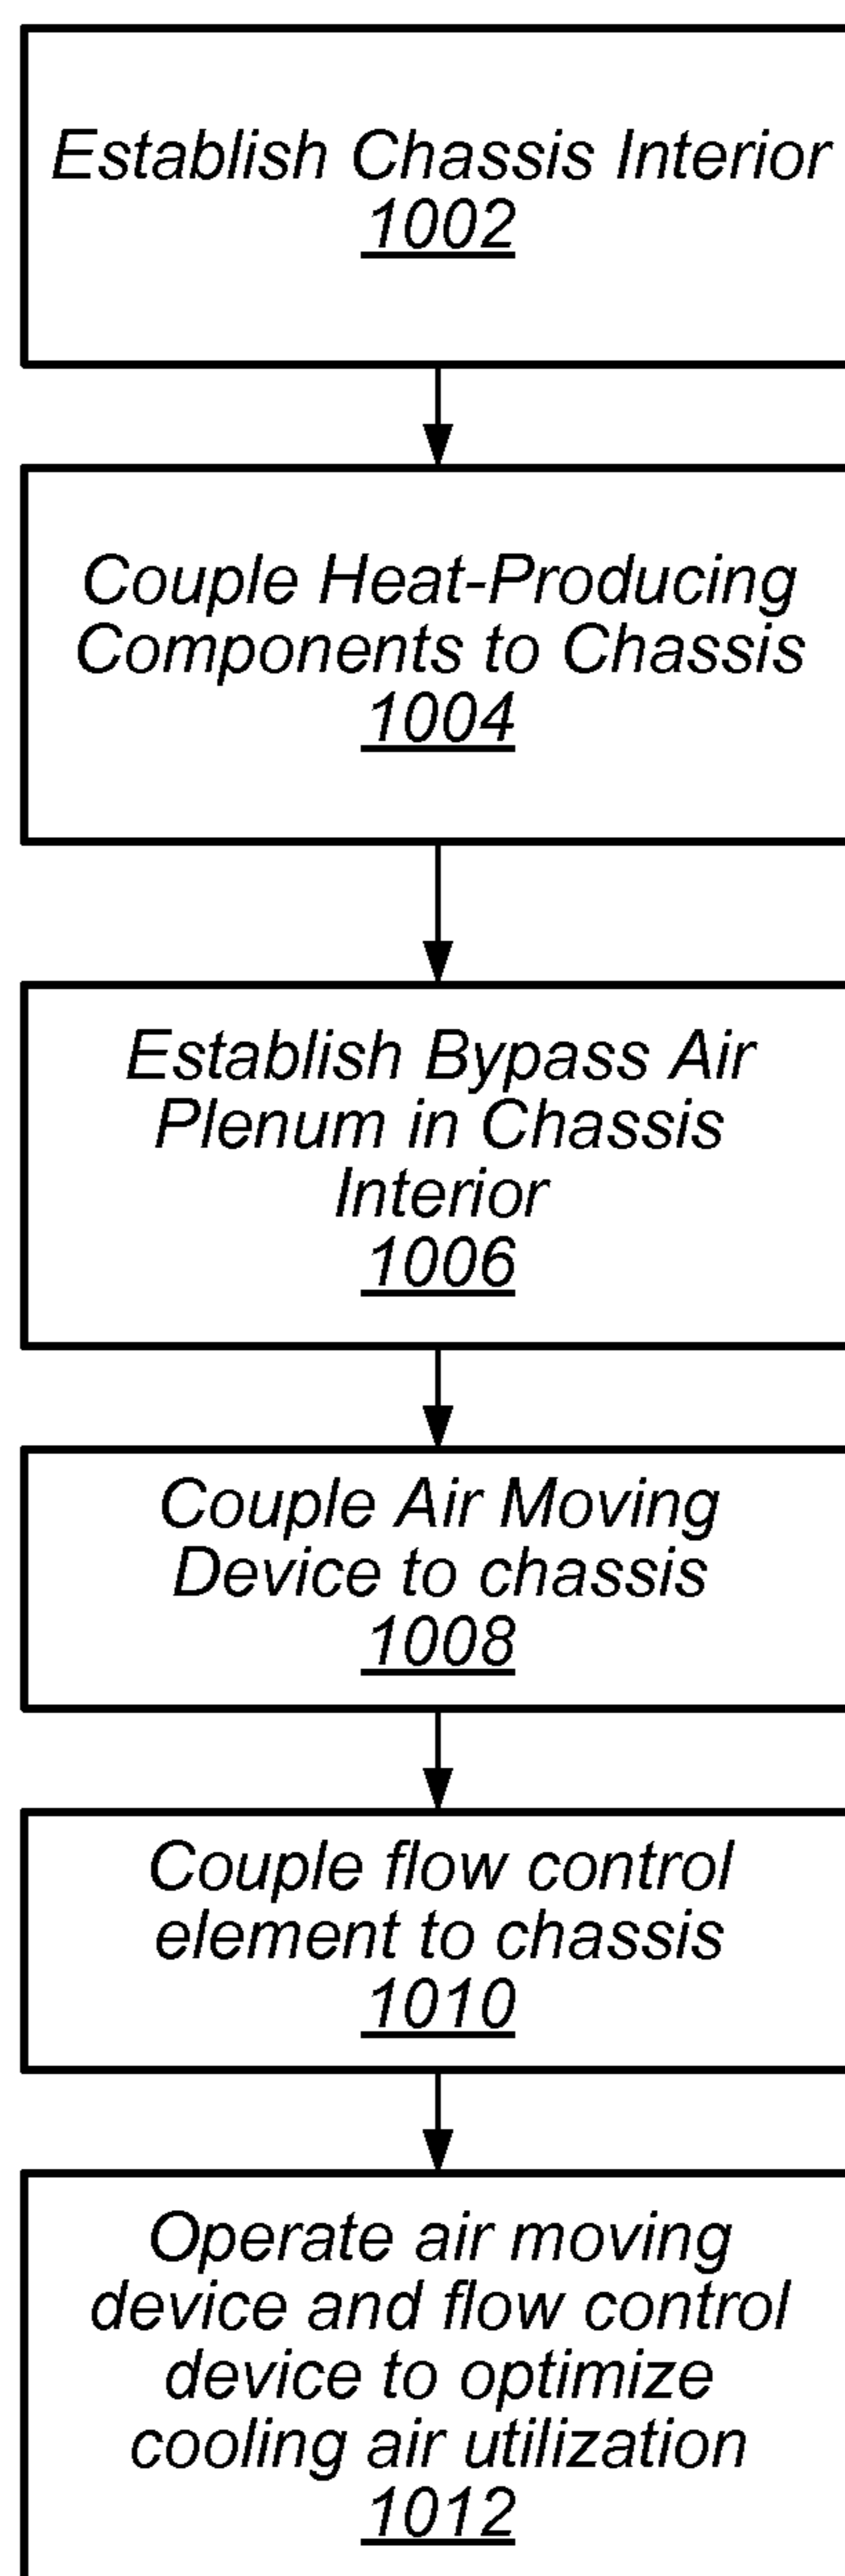 Establish Chassis Interior
1002
Couple Heat-Producing
Components to Chassis
1004
Establish Bypass Air
Plenum in Chassis
Interior
1006
Couple Air Moving
Device to chassis
1008
Couple flow control
element to chassis
1010
Operate air moving
device and flow control
device to optimize
cooling air utilization
1012